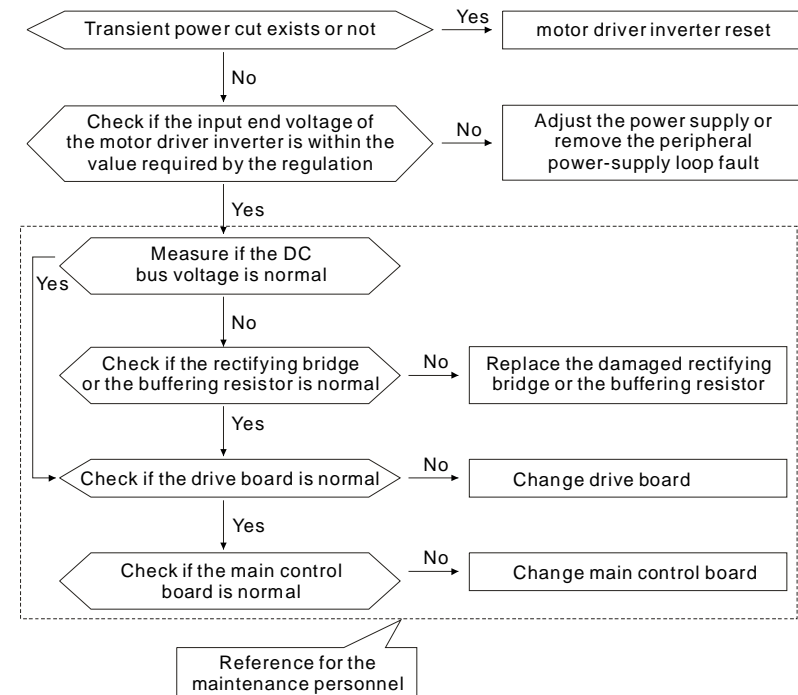 Transient power cut exists or not
Yes
motor driver inverter reset
No
Check if the input end voltage of
the motor driver inverter is within the
value required by the regulation
No
Adjust the power supply or
remove the peripheral
power-supply loop fault
Yes
Measure if the DC
bus voltage is normal
Yes
No
Check if the rectifying bridge
or the buffering resistor is normal
No
Replace the damaged rectifying
bridge or the buffering resistor
Yes
Check if the drive board is normal
No
Change drive board
Yes
Check if the main control
board is normal
No
Change main control board
Reference for the
maintenance personnel